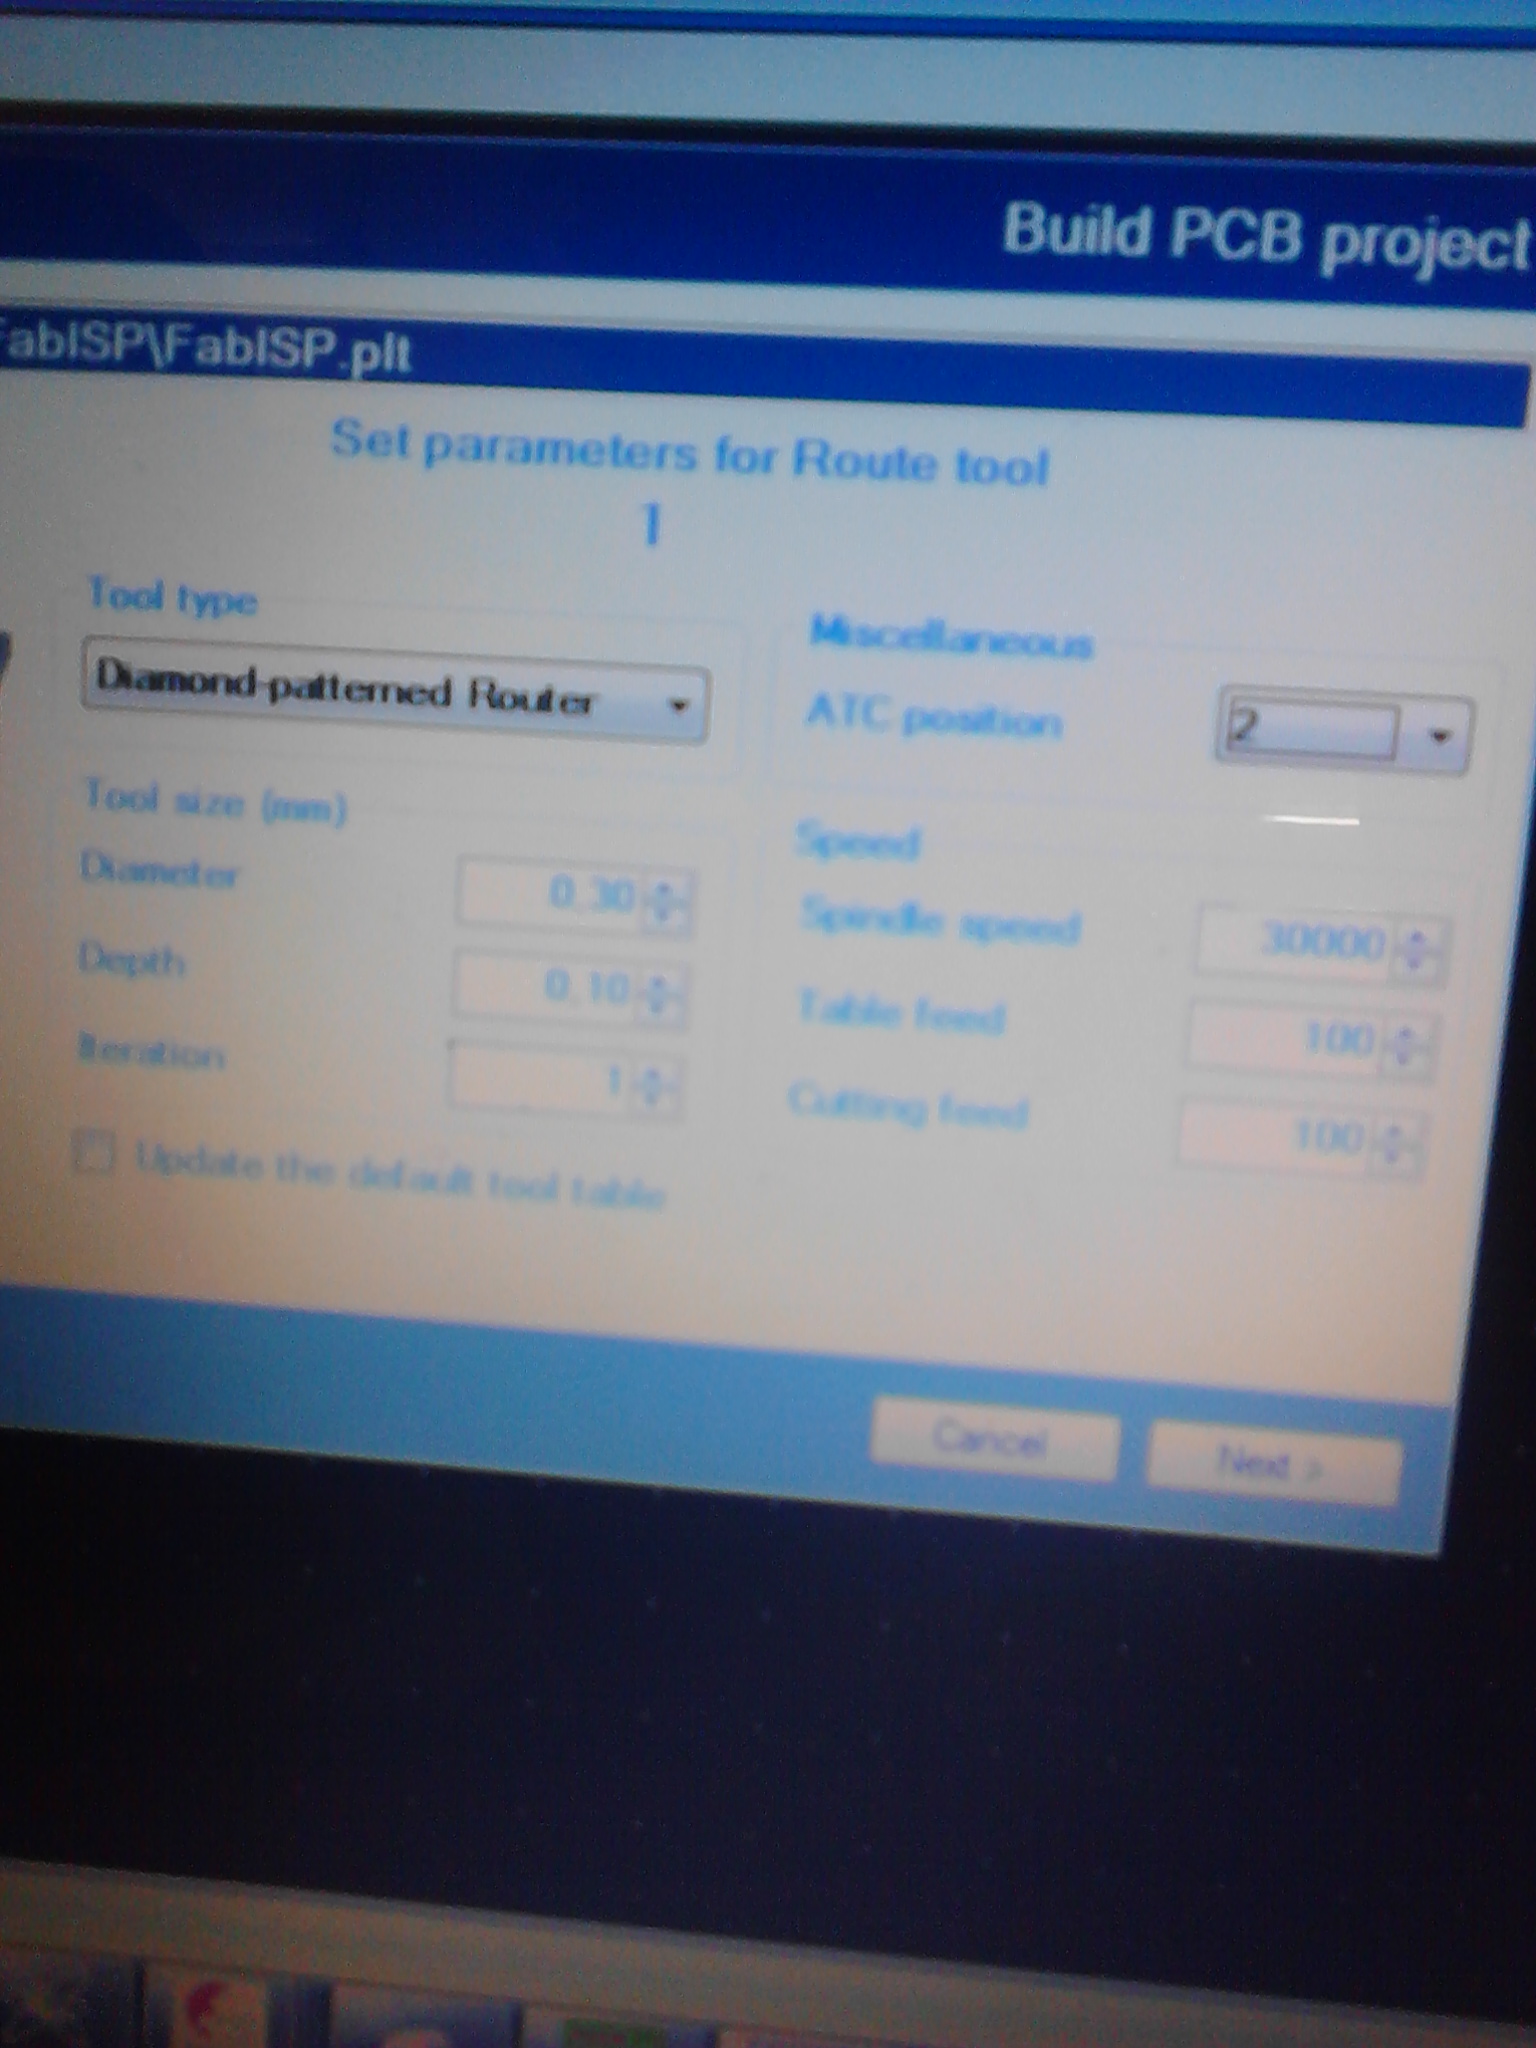 Build PCB project
FabISP\FabISP.plt
Set parameters for Route tool
1
Tool type
Diamond-patterned Router
Miscellaneous
ATC position
2
Tool size (mm)
Diameter
0.30
Depth
0.10
Iteration
1
Update the default tool table
Speed
Spindle speed
30000
Table feed
100
Cutting feed
100
Cancel
Next >